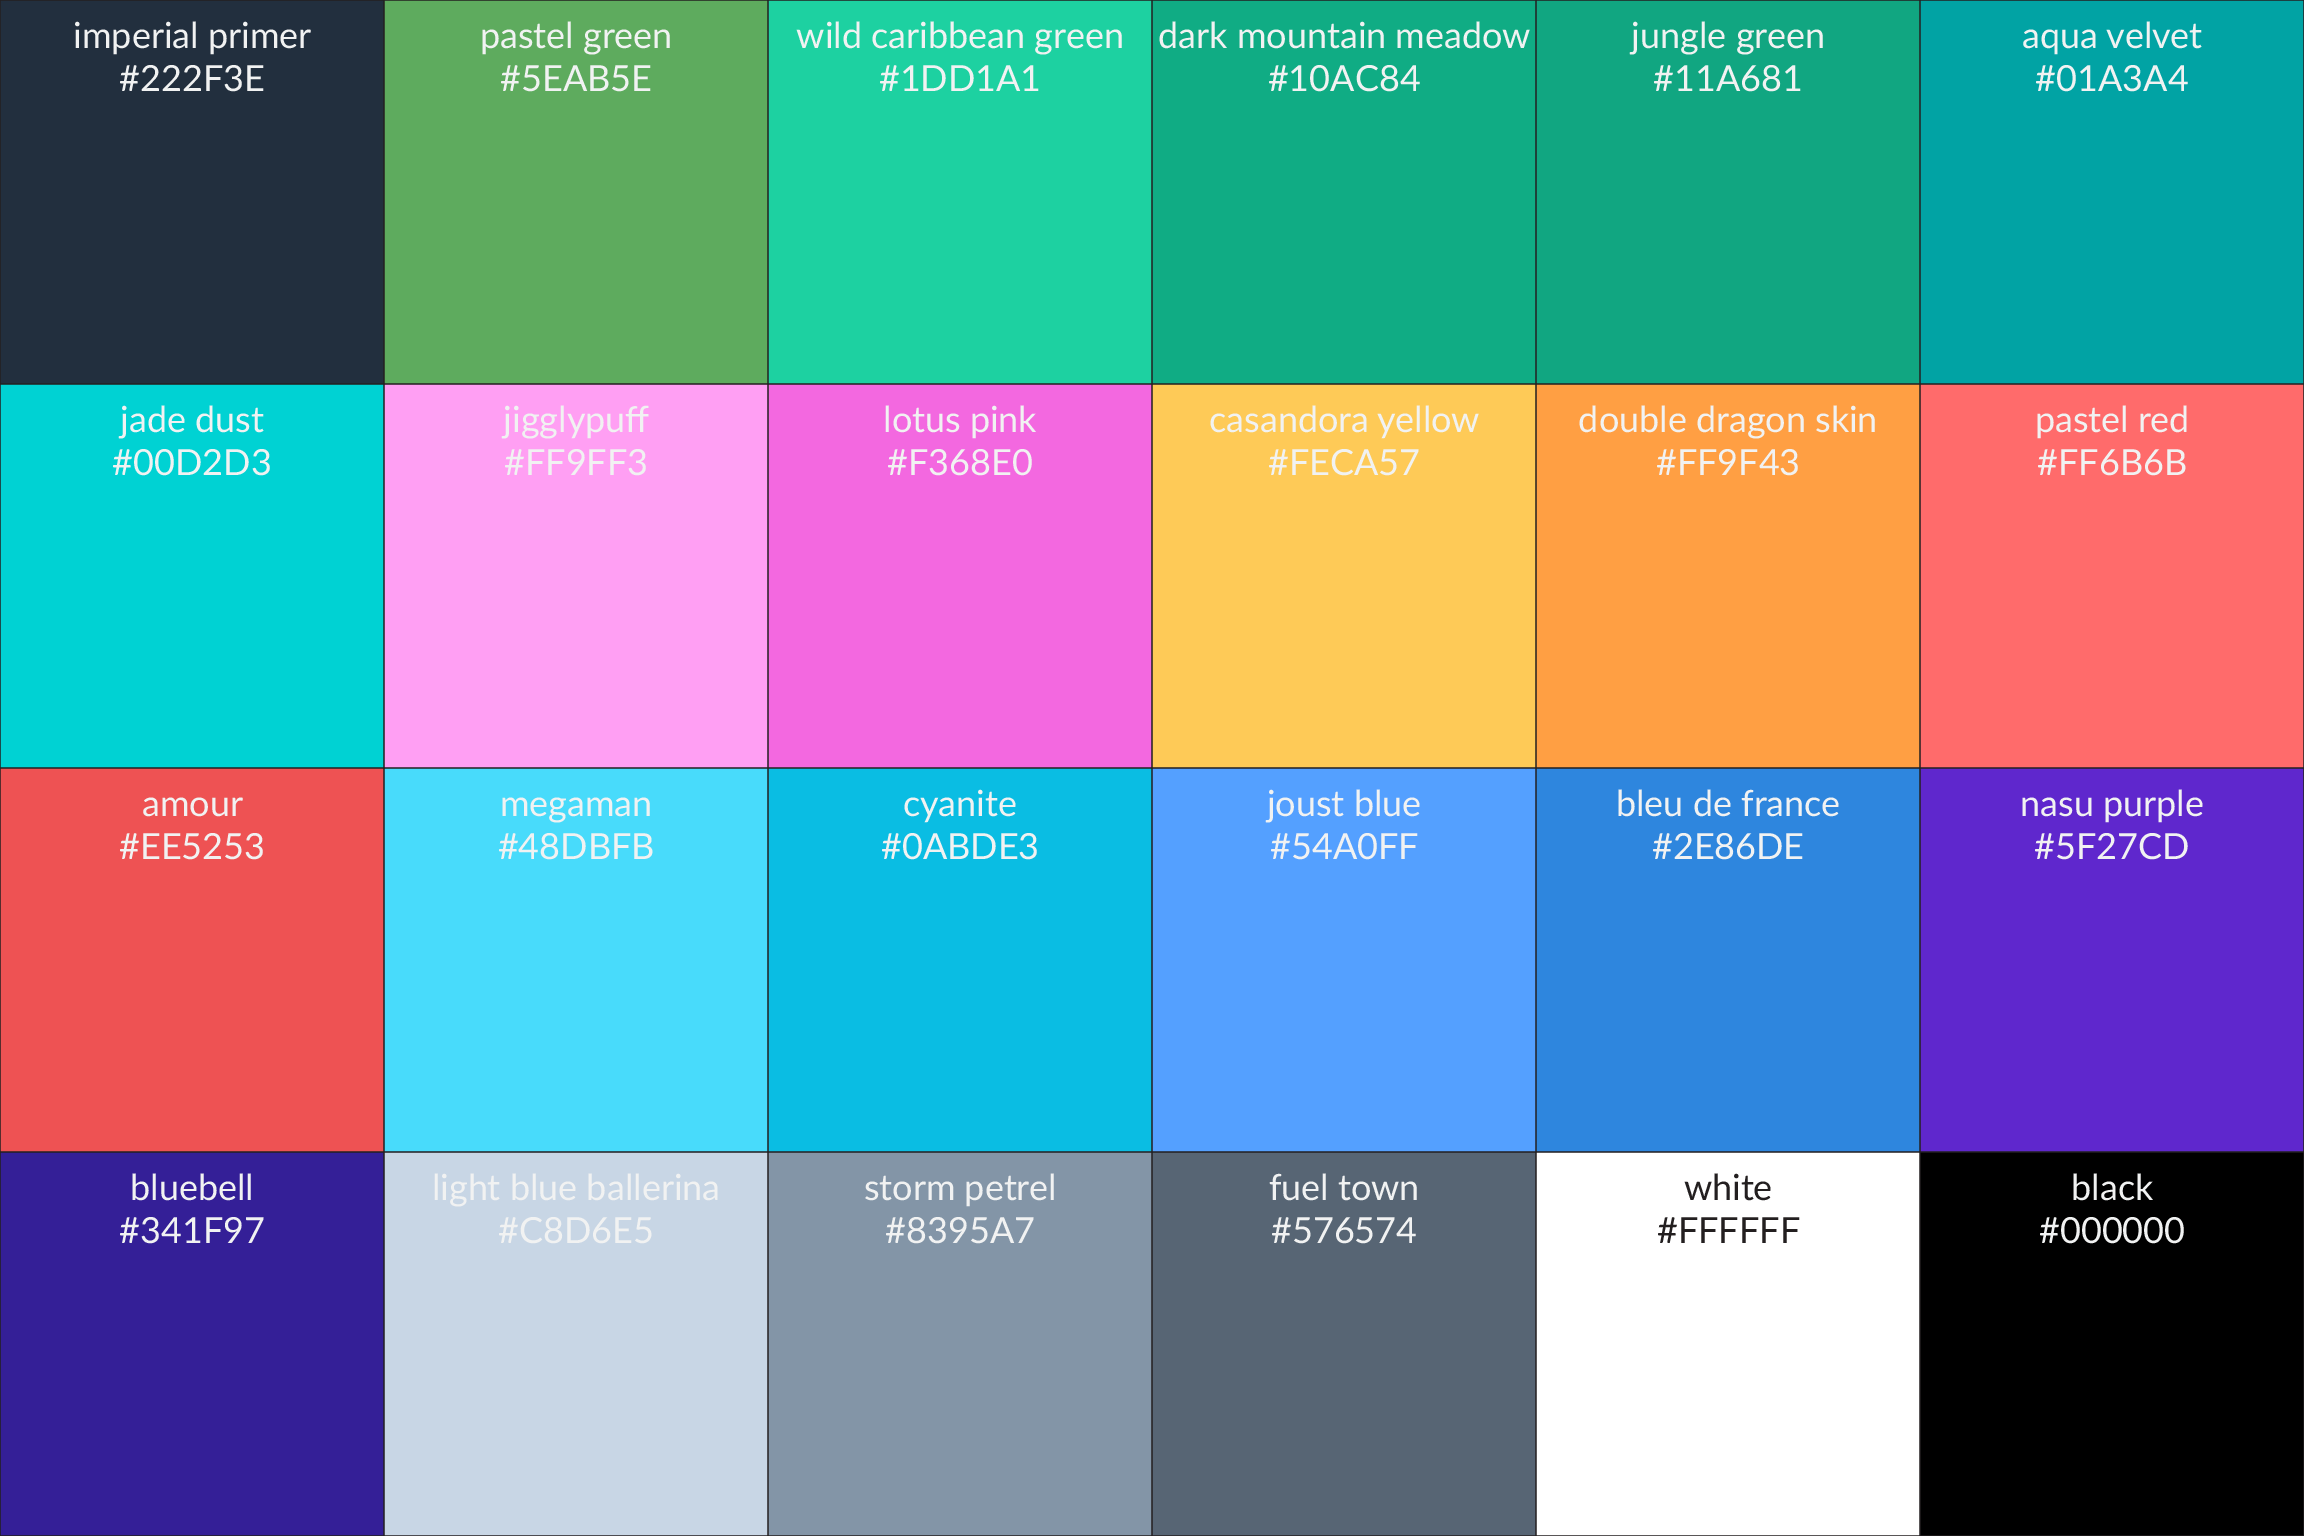 imperial primer
#222F3E
pastel green
#5EAB5E
wild caribbean green
#1DD1A1
dark mountain meadow
#10AC84
jungle green
#11A681
aqua velvet
#01A3A4
jade dust
#00D2D3
jigglypuff
#FF9FF3
lotus pink
#F368E0
casandora yellow
#FECA57
double dragon skin
#FF9F43
pastel red
#FF6B6B
amour
#EE5253
megaman
#48DBFB
cyanite
#0ABDE3
joust blue
#54A0FF
bleu de france
#2E86DE
nasu purple
#5F27CD
bluebell
#341F97
light blue ballerina
#C8D6E5
storm petrel
#8395A7
fuel town
#576574
white
#FFFFFF
black
#000000